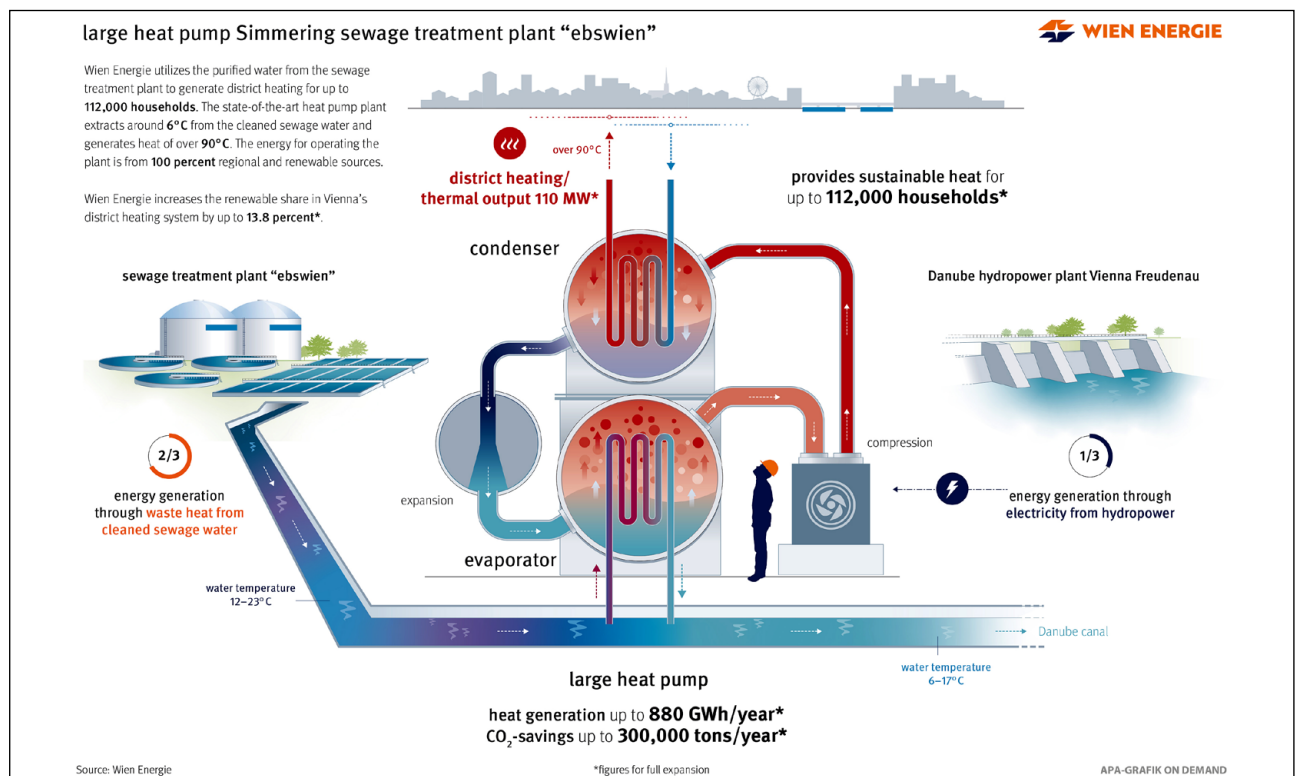 large heat pump Simmering sewage treatment plant “ebswien”
WIEN ENERGIE
Wien Energie utilizes the purified water from the sewage
treatment plant to generate district heating for up to
112,000 households. The state-of-the-art heat pump plant
extracts around 6°C from the cleaned sewage water and
generates heat of over 90°C. The energy for operating the
plant is from 100 percent regional and renewable sources.
Wien Energie increases the renewable share in Vienna’s
district heating system by up to 13.8 percent*.
over 90°C
district heating/
thermal output 110 MW*
provides sustainable heat for
up to 112,000 households*
condenser
sewage treatment plant “ebswien”
Danube hydropower plant Vienna Freudenau
2/3
energy generation
through waste heat from
cleaned sewage water
expansion
compression
1/3
energy generation through
electricity from hydropower
evaporator
water temperature
12–23°C
Danube canal
water temperature
6–17°C
large heat pump
heat generation up to 880 GWh/year*
CO₂-savings up to 300,000 tons/year*
Source: Wien Energie
*figures for full expansion
APA-GRAFIK ON DEMAND